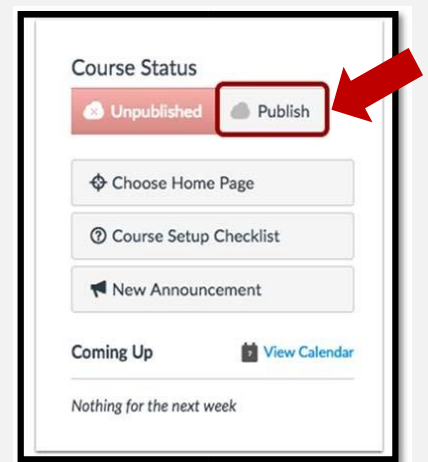 Course Status
Unpublished Publish
Choose Home Page
Course Setup Checklist
New Announcement
Coming Up View Calendar
Nothing for the next week